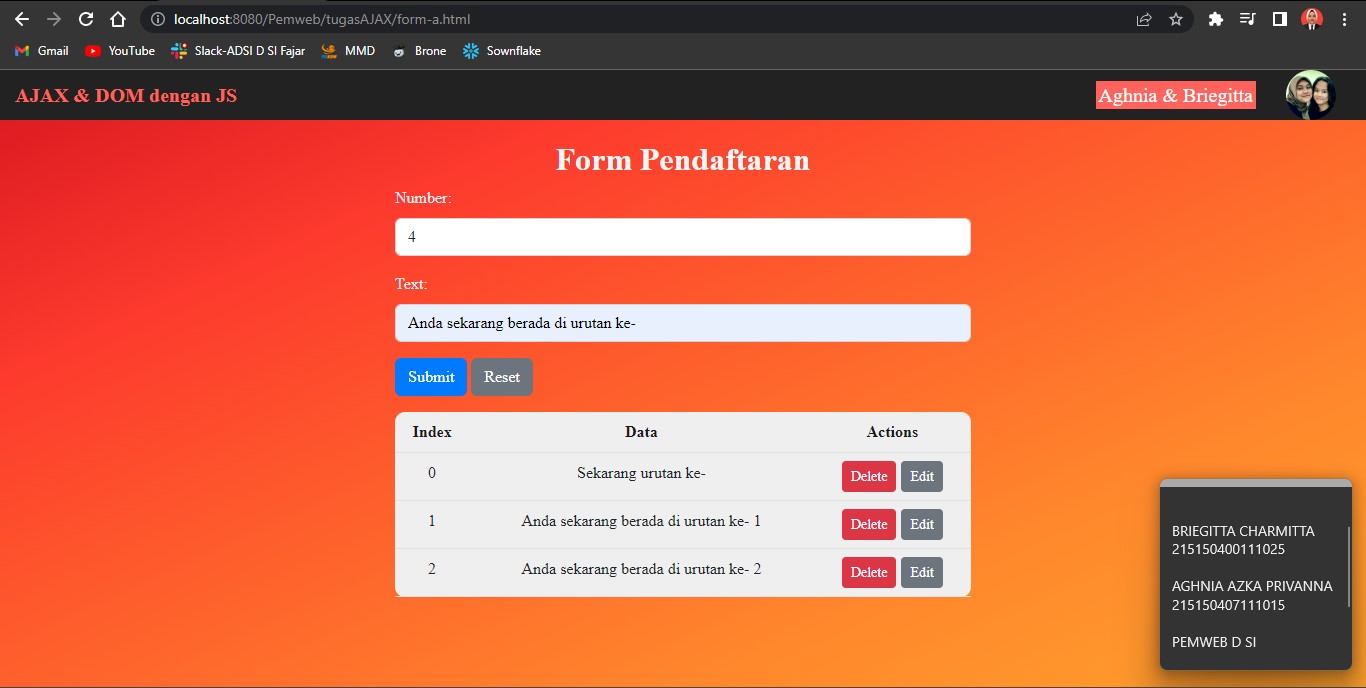 localhost:8080/Pemweb/tugasAJAX/form-a.html
Gmail YouTube Slack-ADSI D SI Fajar MMD Brone Sownflake
AJAX & DOM dengan JS Aghnia & Briegitta
Form Pendaftaran
Number:
4
Text:
Anda sekarang berada di urutan ke-
Submit Reset
Index Data Actions
0 Sekarang urutan ke- Delete Edit
1 Anda sekarang berada di urutan ke- 1 Delete Edit
2 Anda sekarang berada di urutan ke- 2 Delete Edit
BRIEGITTA CHARMITTA
215150400111025
AGHNIA AZKA PRIVANNA
215150407111015
PEMWEB D SI